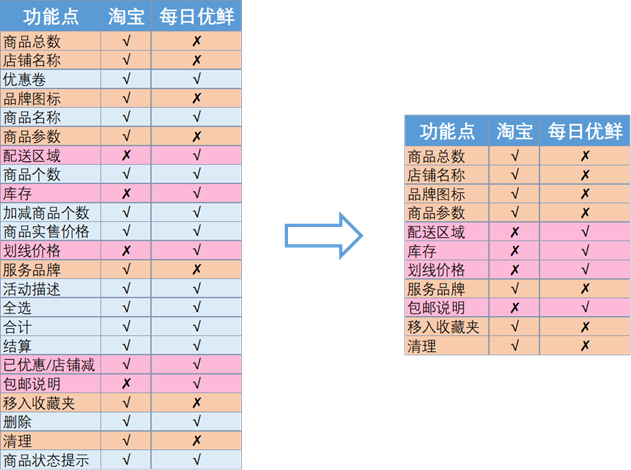 功能点 淘宝 每日优鲜
商品总数 √ ✗
店铺名称 √ ✗
优惠卷 √ √
品牌图标 √ ✗
商品名称 √ √
商品参数 √ ✗
配送区域 ✗ √
商品个数 √ √
库存 ✗ √
加减商品个数 √ √
商品实售价格 √ √
划线价格 ✗ √
服务品牌 √ ✗
活动描述 √ √
全选 √ √
合计 √ √
结算 √ √
已优惠/店铺减 √ √
包邮说明 ✗ √
移入收藏夹 √ ✗
删除 √ √
清理 √ ✗
商品状态提示 √ √
功能点 淘宝 每日优鲜
商品总数 √ ✗
店铺名称 √ ✗
品牌图标 √ ✗
商品参数 √ ✗
配送区域 ✗ √
库存 ✗ √
划线价格 ✗ √
服务品牌 √ ✗
包邮说明 ✗ √
移入收藏夹 √ ✗
清理 √ ✗